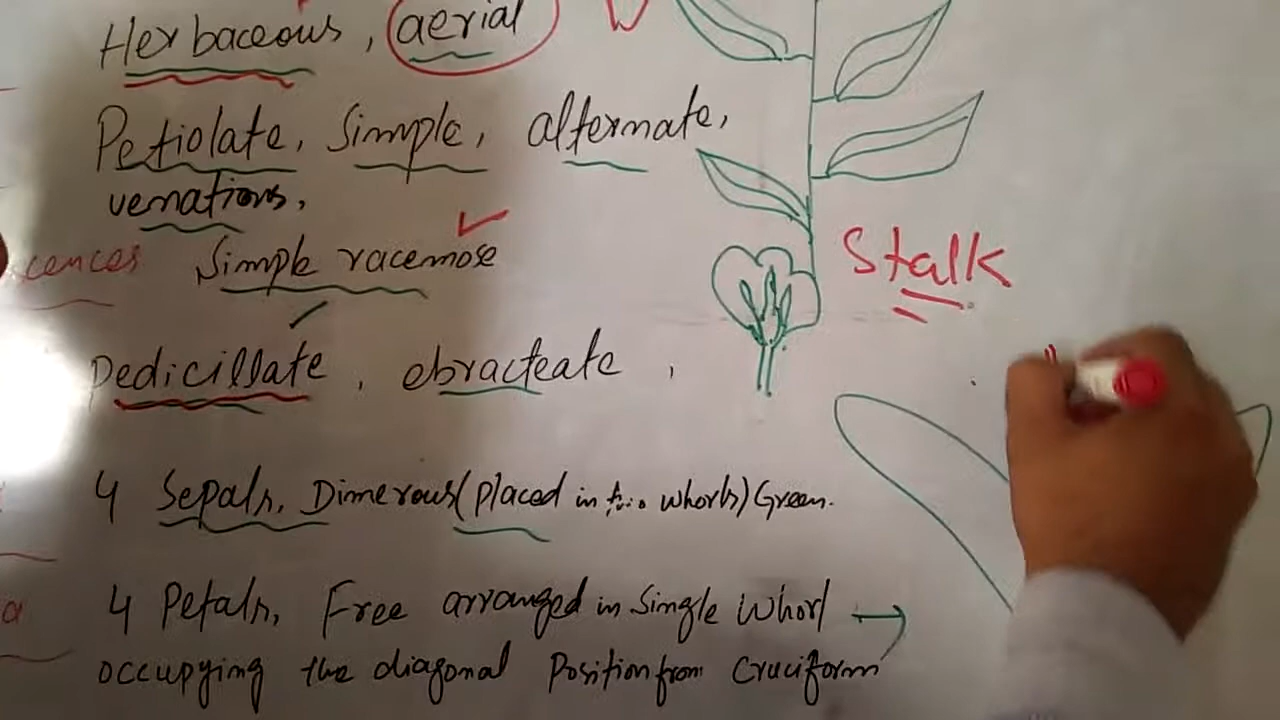 Herbaceous, aerial
Petiolate, Simple, alternate,
venations,
cences Simple racemose
Pedicillate, ebracteate,
Stalk
4 Sepals, Dimerous (placed in two whorls) Green.
4 Petals, Free arranged in Single Whorl →
occupying the diagonal Position from Cruciform